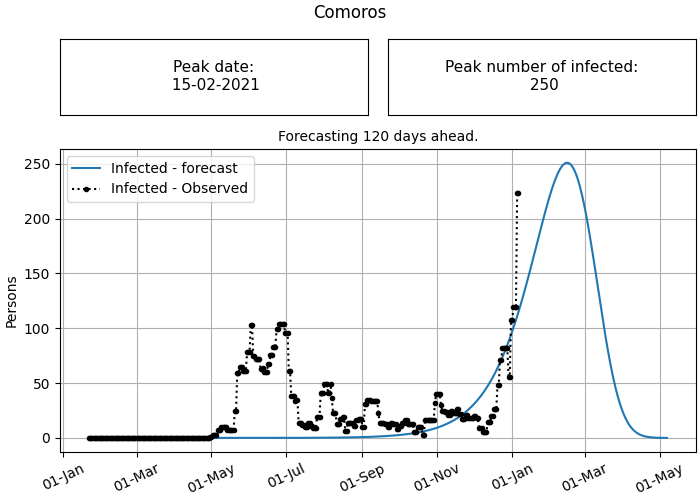 Comoros
Peak date:
15-02-2021
Peak number of infected:
250
Forecasting 120 days ahead.
Infected - forecast
Infected - Observed
Persons
250
200
150
100
50
0
01-Jan
01-Mar
01-May
01-Jul
01-Sep
01-Nov
01-Jan
01-Mar
01-May